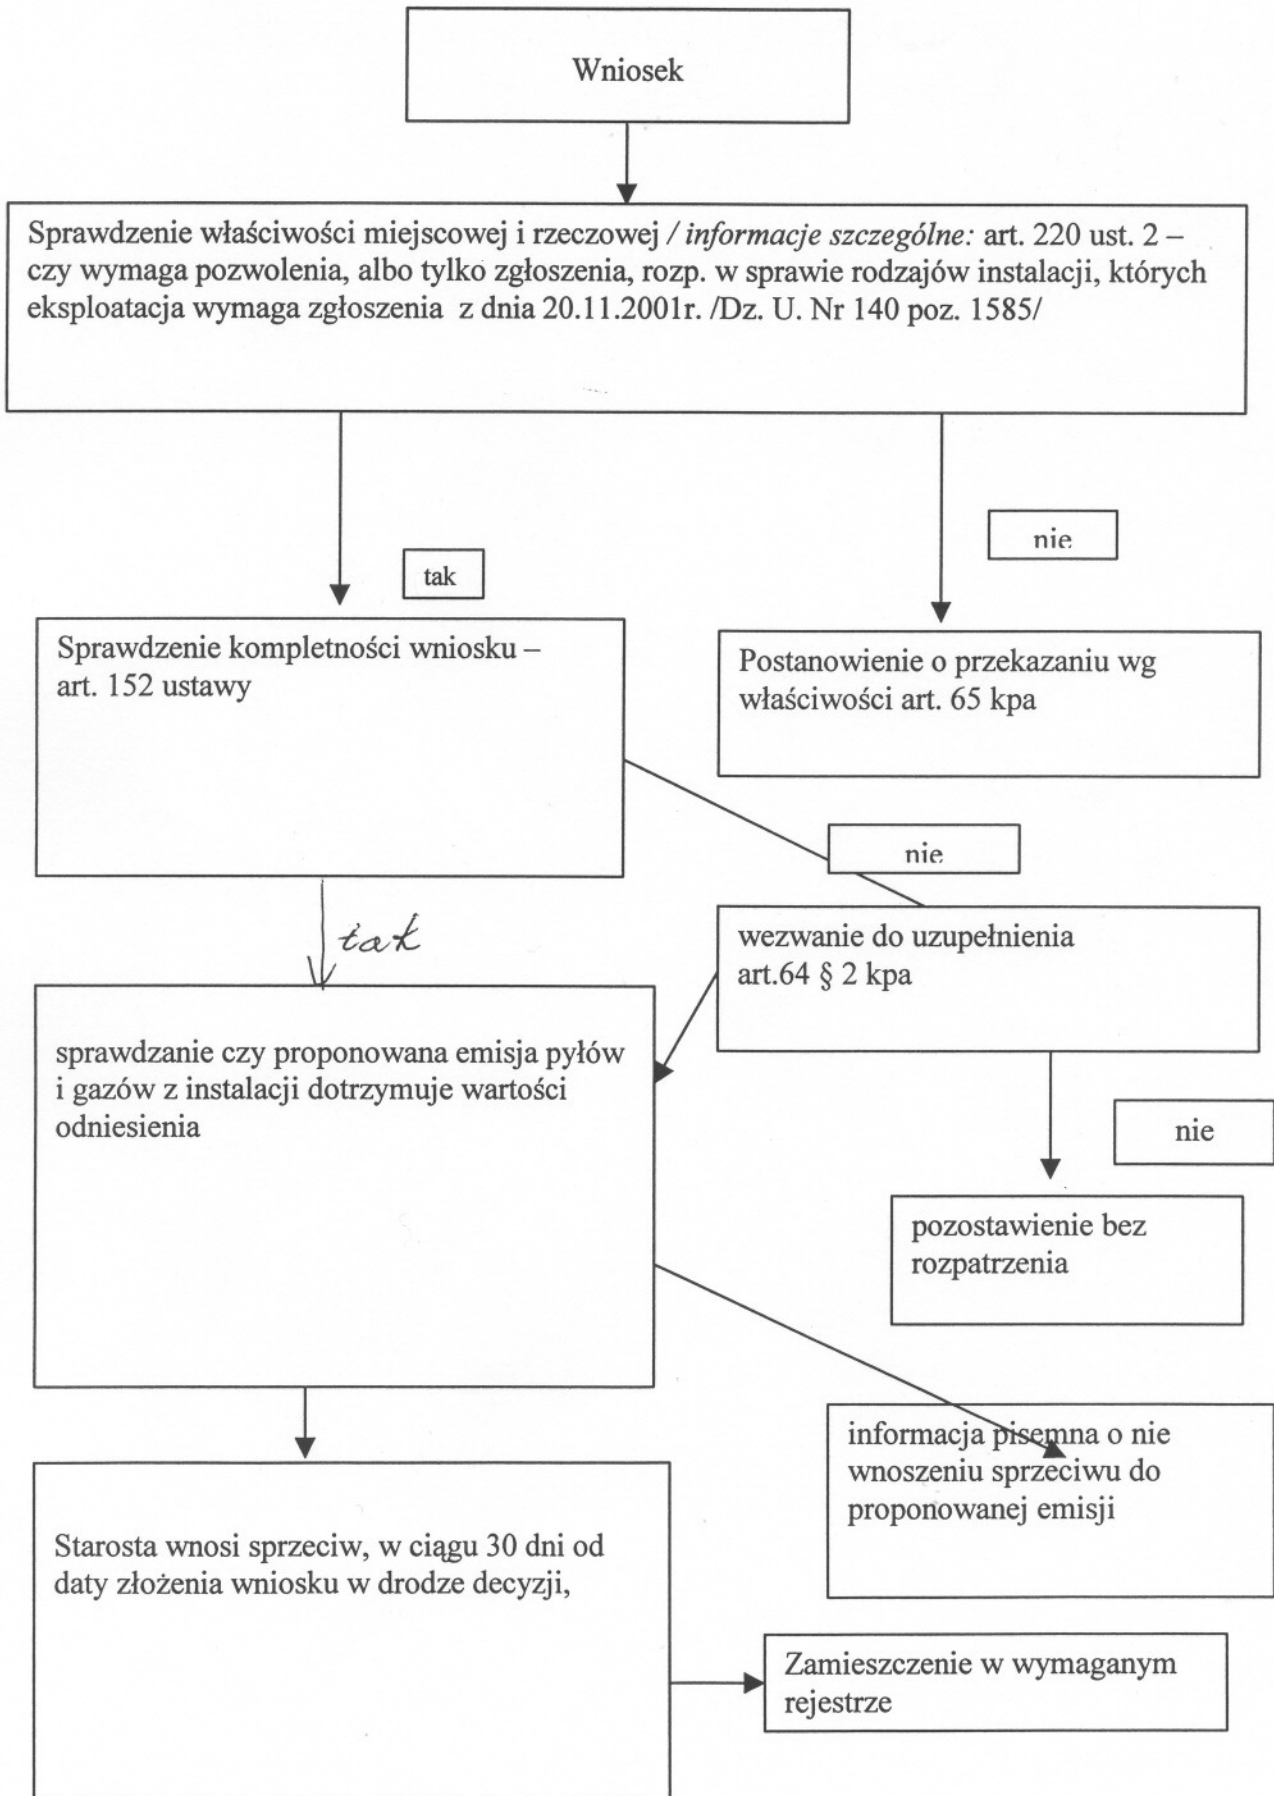 Wniosek
Sprawdzenie właściwości miejscowej i rzeczowej / informacje szczególne: art. 220 ust. 2 –
czy wymaga pozwolenia, albo tylko zgłoszenia, rozp. w sprawie rodzajów instalacji, których
eksploatacja wymaga zgłoszenia z dnia 20.11.2001r. /Dz. U. Nr 140 poz. 1585/
nie
tak
Sprawdzenie kompletności wniosku –
art. 152 ustawy
Postanowienie o przekazaniu wg
właściwości art. 65 kpa
nie
tak
wezwanie do uzupełnienia
art.64 § 2 kpa
sprawdzanie czy proponowana emisja pyłów
i gazów z instalacji dotrzymuje wartości
odniesienia
nie
pozostawienie bez
rozpatrzenia
informacja pisemna o nie
wnoszeniu sprzeciwu do
proponowanej emisji
Starosta wnosi sprzeciw, w ciągu 30 dni od
daty złożenia wniosku w drodze decyzji,
Zamieszczenie w wymaganym
rejestrze